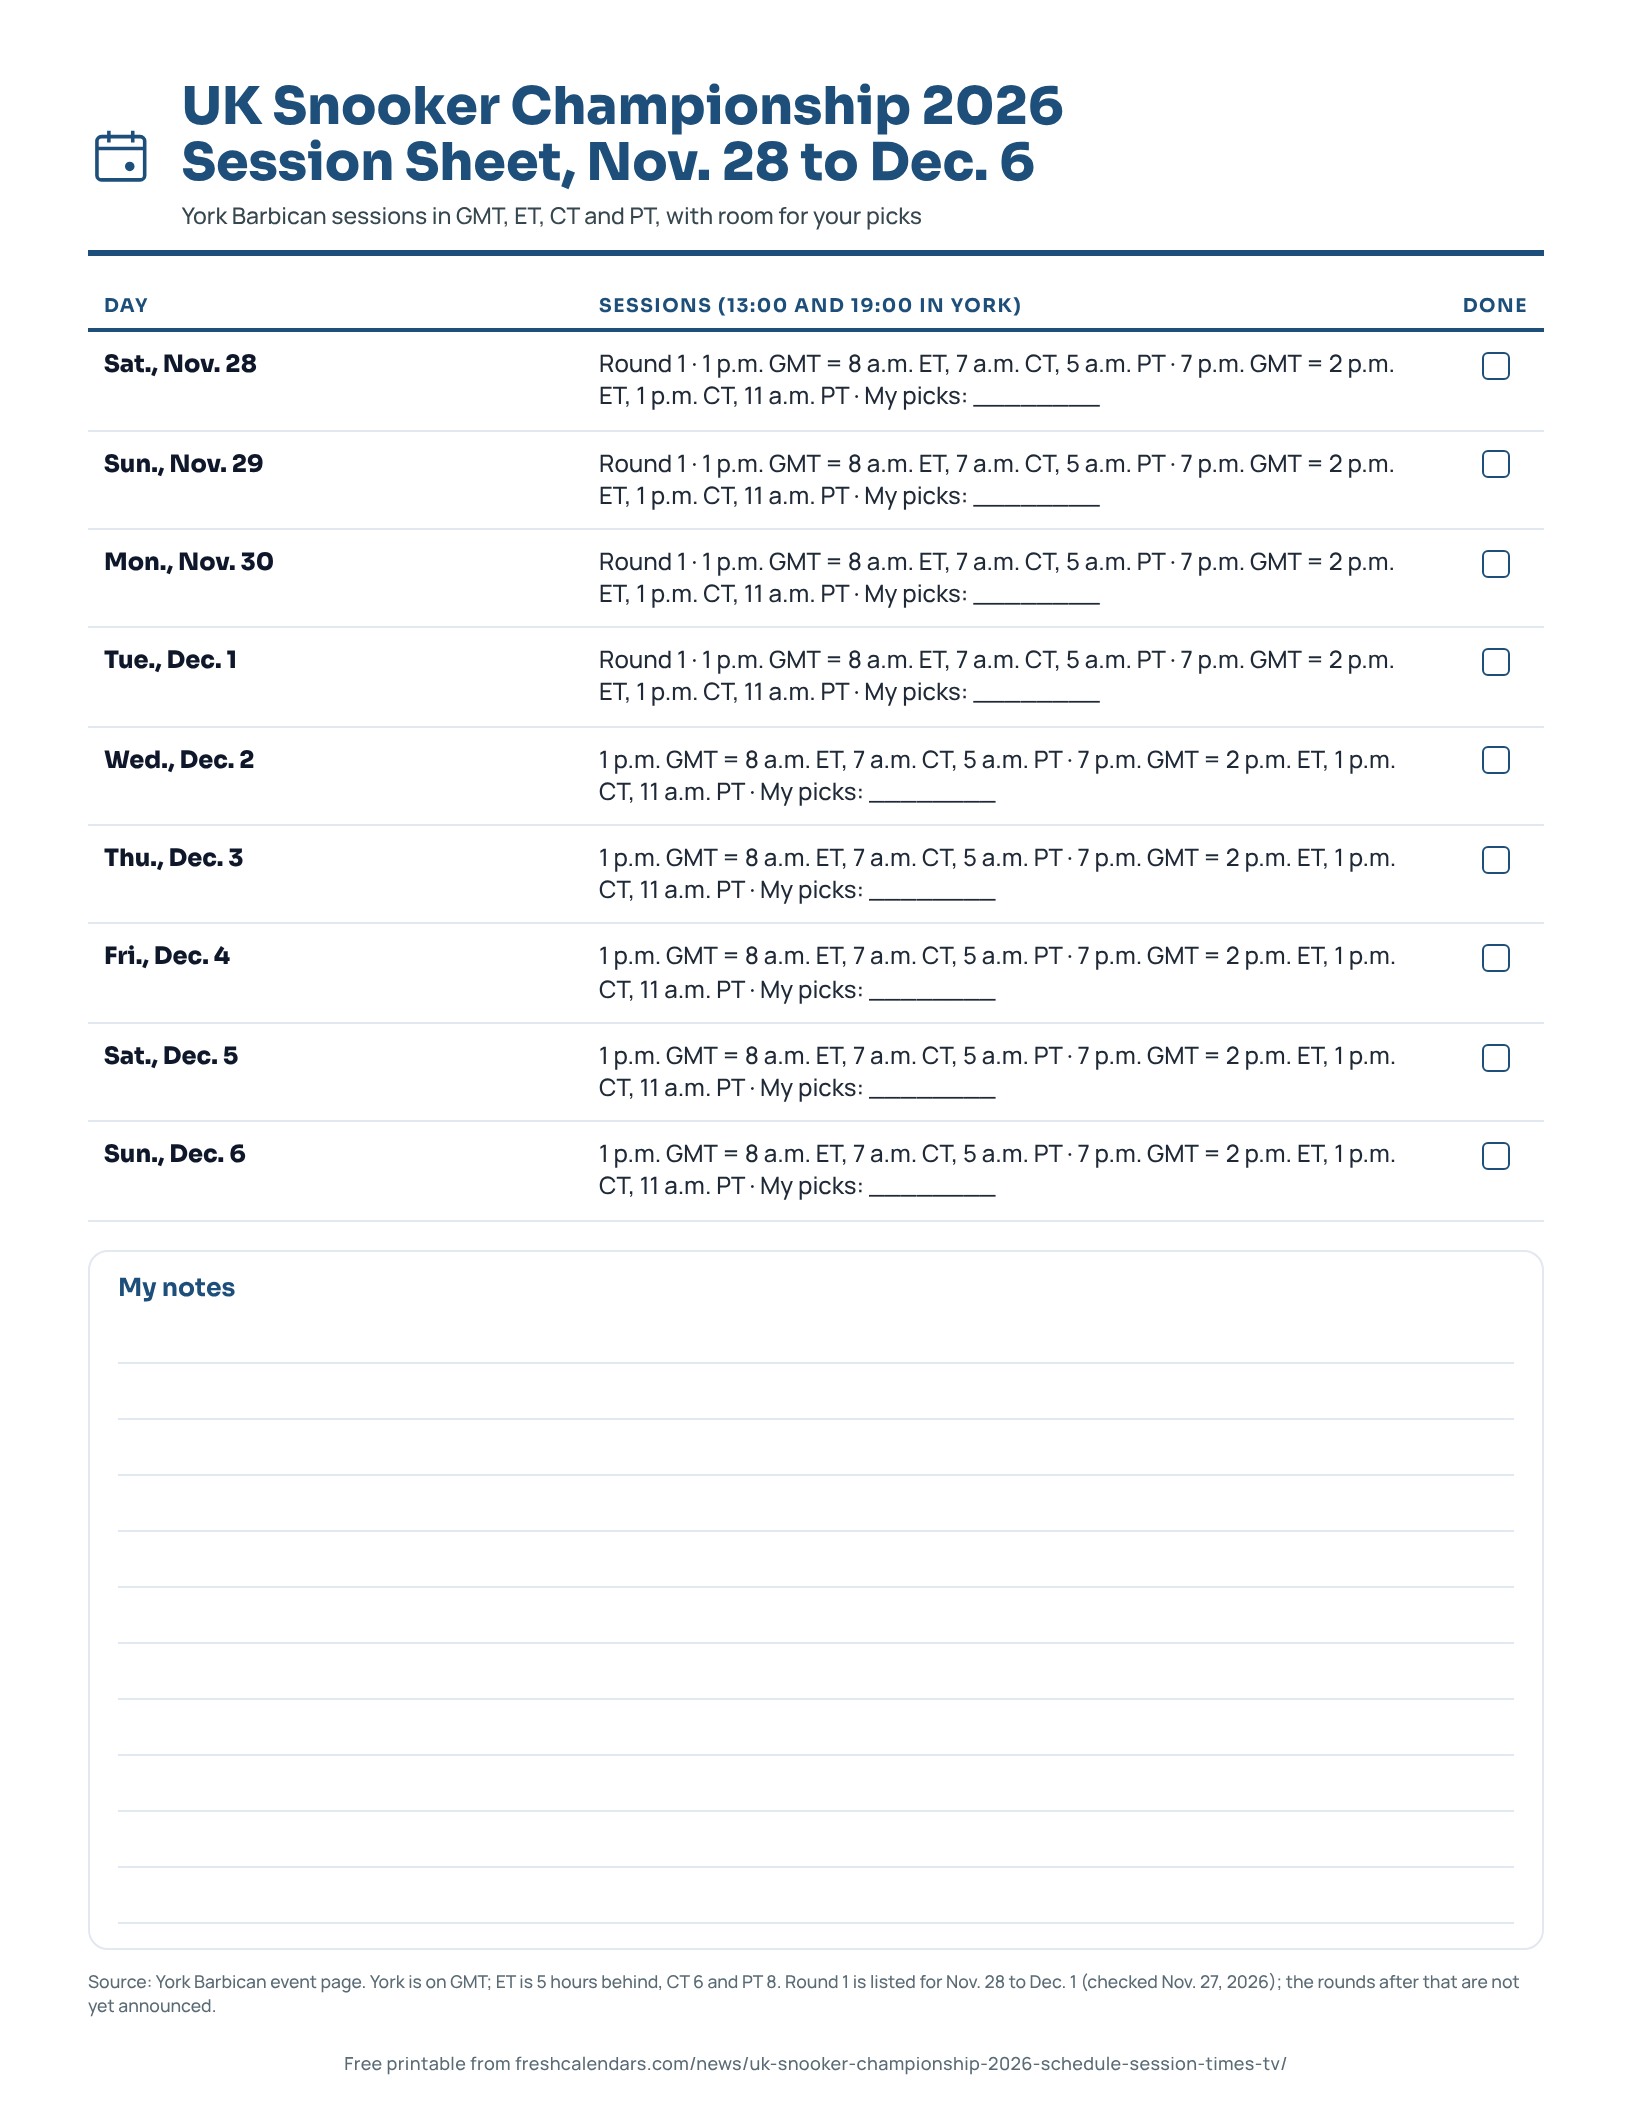 UK Snooker Championship 2026
Session Sheet, Nov. 28 to Dec. 6
York Barbican sessions in GMT, ET, CT and PT, with room for your picks
DAY SESSIONS (13:00 AND 19:00 IN YORK) DONE
Sat., Nov. 28 Round 1 · 1 p.m. GMT = 8 a.m. ET, 7 a.m. CT, 5 a.m. PT · 7 p.m. GMT = 2 p.m.
ET, 1 p.m. CT, 11 a.m. PT · My picks: ________
Sun., Nov. 29 Round 1 · 1 p.m. GMT = 8 a.m. ET, 7 a.m. CT, 5 a.m. PT · 7 p.m. GMT = 2 p.m.
ET, 1 p.m. CT, 11 a.m. PT · My picks: ________
Mon., Nov. 30 Round 1 · 1 p.m. GMT = 8 a.m. ET, 7 a.m. CT, 5 a.m. PT · 7 p.m. GMT = 2 p.m.
ET, 1 p.m. CT, 11 a.m. PT · My picks: ________
Tue., Dec. 1 Round 1 · 1 p.m. GMT = 8 a.m. ET, 7 a.m. CT, 5 a.m. PT · 7 p.m. GMT = 2 p.m.
ET, 1 p.m. CT, 11 a.m. PT · My picks: ________
Wed., Dec. 2 1 p.m. GMT = 8 a.m. ET, 7 a.m. CT, 5 a.m. PT · 7 p.m. GMT = 2 p.m. ET, 1 p.m.
CT, 11 a.m. PT · My picks: ________
Thu., Dec. 3 1 p.m. GMT = 8 a.m. ET, 7 a.m. CT, 5 a.m. PT · 7 p.m. GMT = 2 p.m. ET, 1 p.m.
CT, 11 a.m. PT · My picks: ________
Fri., Dec. 4 1 p.m. GMT = 8 a.m. ET, 7 a.m. CT, 5 a.m. PT · 7 p.m. GMT = 2 p.m. ET, 1 p.m.
CT, 11 a.m. PT · My picks: ________
Sat., Dec. 5 1 p.m. GMT = 8 a.m. ET, 7 a.m. CT, 5 a.m. PT · 7 p.m. GMT = 2 p.m. ET, 1 p.m.
CT, 11 a.m. PT · My picks: ________
Sun., Dec. 6 1 p.m. GMT = 8 a.m. ET, 7 a.m. CT, 5 a.m. PT · 7 p.m. GMT = 2 p.m. ET, 1 p.m.
CT, 11 a.m. PT · My picks: ________
My notes
Source: York Barbican event page. York is on GMT; ET is 5 hours behind, CT 6 and PT 8. Round 1 is listed for Nov. 28 to Dec. 1 (checked Nov. 27, 2026); the rounds after that are not
yet announced.
Free printable from freshcalendars.com/news/uk-snooker-championship-2026-schedule-session-times-tv/